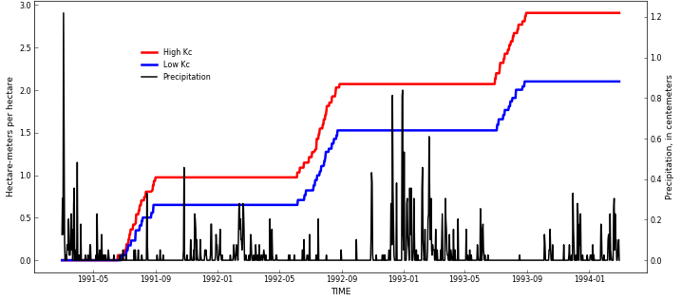 3.0
2.5
2.0
1.5
1.0
0.5
0.0
Hectare-meters per hectare
High Kc
Low Kc
Precipitation
1.2
1.0
0.8
0.6
0.4
0.2
0.0
Precipitation, in centemeters
1991-05 1991-09 1992-01 1992-05 1992-09 1993-01 1993-05 1993-09 1994-01
TIME